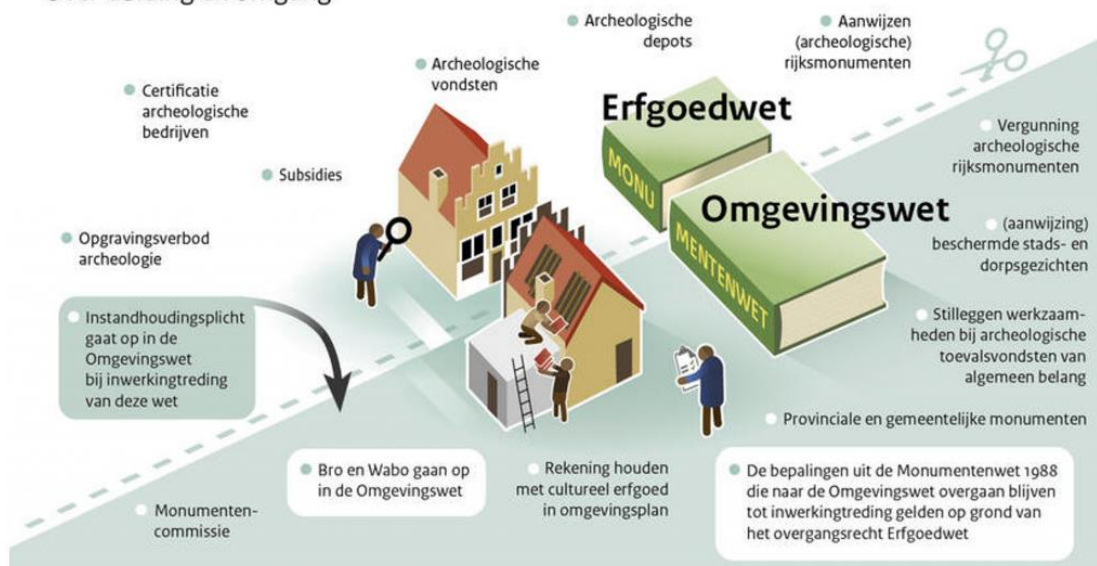 Archeologische
depots
Aanwijzen
(archeologische)
rijksmonumenten
Archeologische
vondsten
Certificatie
archeologische
bedrijven
Erfgoedwet
Subsidies
Vergunning
archeologische
rijksmonumenten
MONU
Omgevingswet
MENTENWET
Opgravingsverbod
archeologie
(aanwijzing)
beschermde stads- en
dorpsgezichten
Instandhoudingsplicht
gaat op in de
Omgevingswet
bij inwerkingtreding
van deze wet
Stilleggen werkzaam-
heden bij archeologische
toevalsvondsten van
algemeen belang
Provinciale en gemeentelijke monumenten
Bro en Wabo gaan op
in de Omgevingswet
Rekening houden
met cultureel erfgoed
in omgevingsplan
De bepalingen uit de Monumentenwet 1988
die naar de Omgevingswet overgaan blijven
tot inwerkingtreding gelden op grond van
het overgangsrecht Erfgoedwet
Monumenten-
commissie